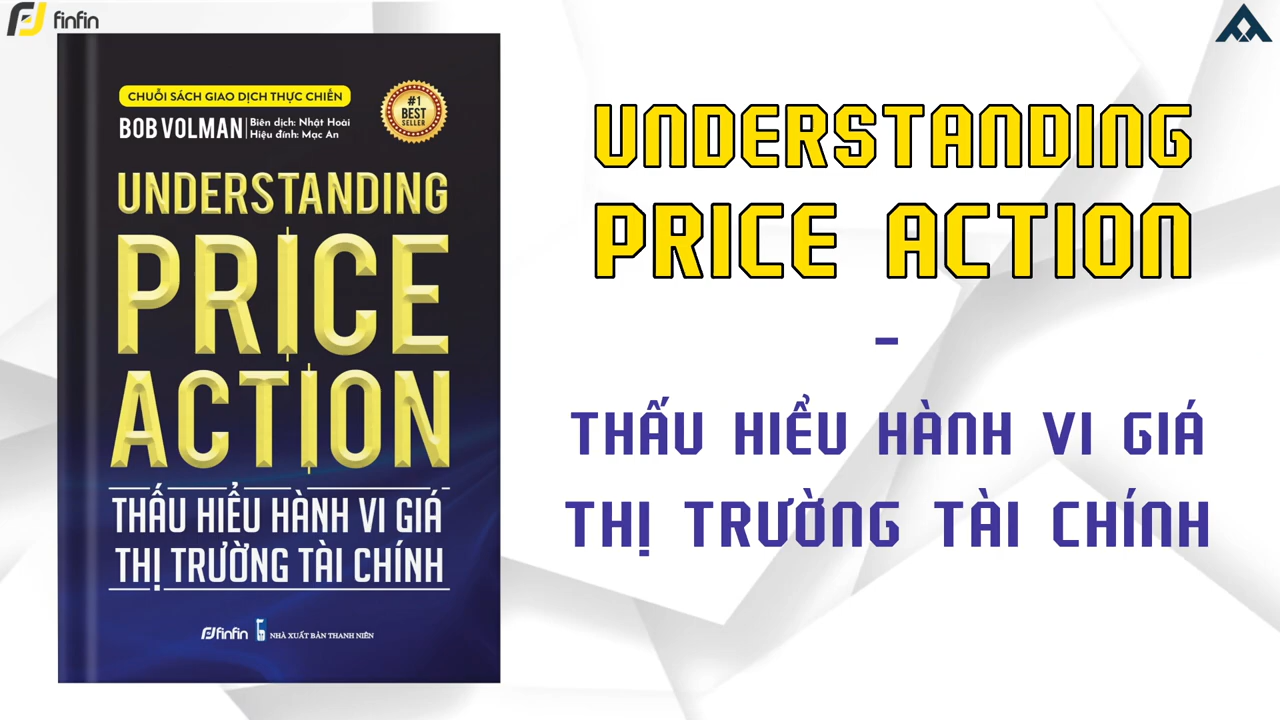 finfin
CHUỖI SÁCH GIAO DỊCH THỰC CHIẾN
BOB VOLMAN
Biên dịch: Nhật Hoài
Hiệu đính: Mạc An
#1
BEST
SELLER
UNDERSTANDING
PRICE
ACTION
THẤU HIỂU HÀNH VI GIÁ
THỊ TRƯỜNG TÀI CHÍNH
finfin
NHÀ XUẤT BẢN THANH NIÊN
UNDERSTANDING
PRICE ACTION
-
THẤU HIỂU HÀNH VI GIÁ
THỊ TRƯỜNG TÀI CHÍNH